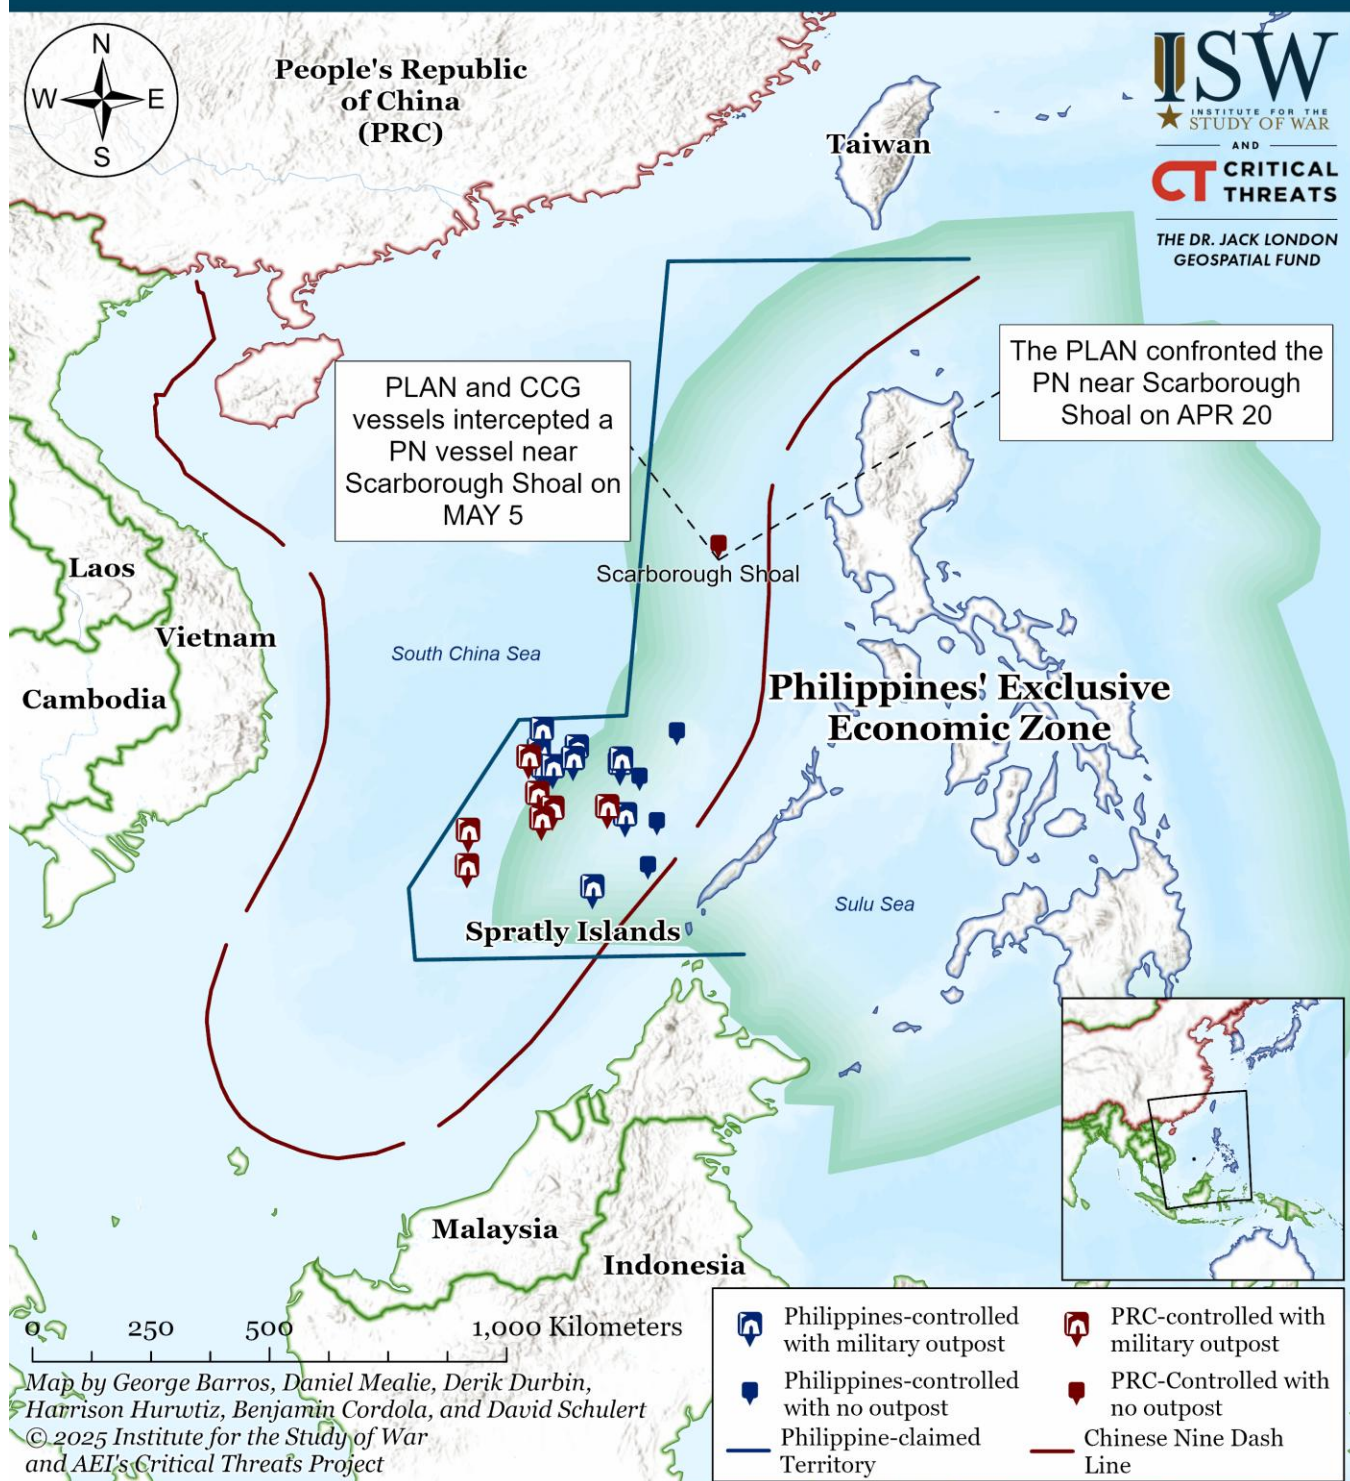 N
W
E
S
People's Republic
of China
(PRC)
Taiwan
ISW
INSTITUTE FOR THE
STUDY OF WAR
AND
CT CRITICAL
THREATS
THE DR. JACK LONDON
GEOSPATIAL FUND
The PLAN confronted the
PN near Scarborough
Shoal on APR 20
PLAN and CCG
vessels intercepted a
PN vessel near
Scarborough Shoal on
MAY 5
Scarborough Shoal
Laos
Vietnam
Cambodia
South China Sea
Philippines' Exclusive
Economic Zone
Sulu Sea
Spratly Islands
Malaysia
Indonesia
0 250 500 1,000 Kilometers
Map by George Barros, Daniel Mealie, Derik Durbin,
Harrison Hurwtiz, Benjamin Cordola, and David Schulert
© 2025 Institute for the Study of War
and AEI's Critical Threats Project
Philippines-controlled
with military outpost
PRC-controlled with
military outpost
Philippines-controlled
with no outpost
PRC-Controlled with
no outpost
Philippine-claimed
Territory
Chinese Nine Dash
Line